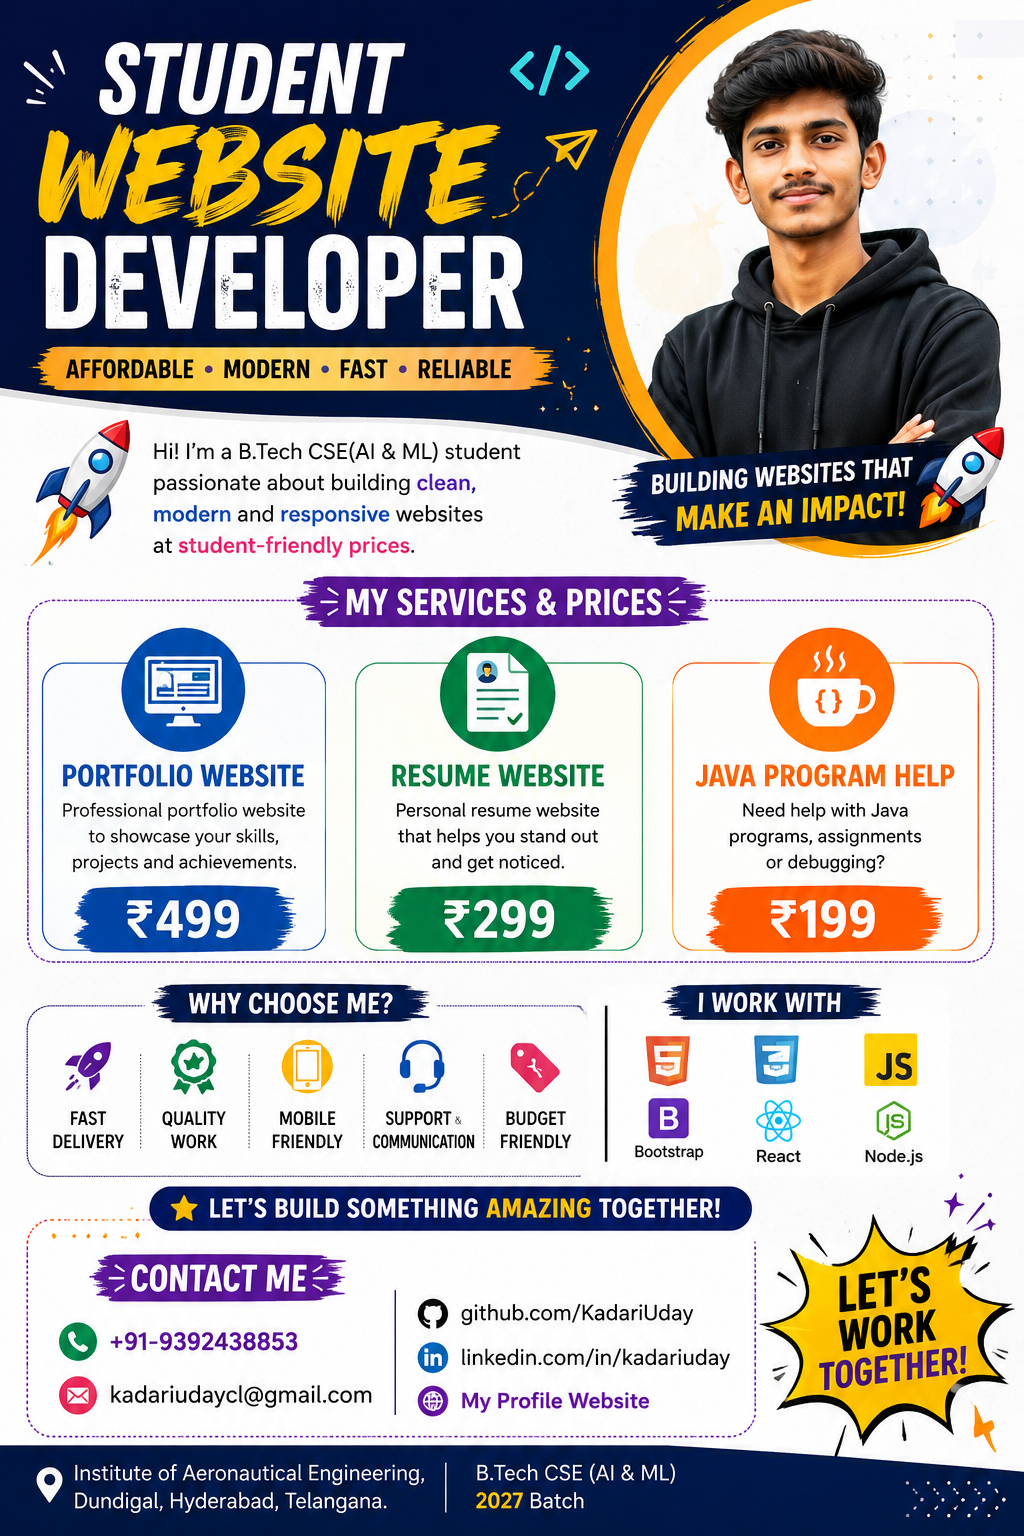 </>
STUDENT
WEBSITE
DEVELOPER
AFFORDABLE • MODERN • FAST • RELIABLE
Hi! I'm a B.Tech CSE(AI & ML) student
passionate about building clean,
modern and responsive websites
at student-friendly prices.
BUILDING WEBSITES THAT
MAKE AN IMPACT!
MY SERVICES & PRICES
PORTFOLIO WEBSITE
Professional portfolio website
to showcase your skills,
projects and achievements.
₹499
RESUME WEBSITE
Personal resume website
that helps you stand out
and get noticed.
₹299
{ }
JAVA PROGRAM HELP
Need help with Java
programs, assignments
or debugging?
₹199
WHY CHOOSE ME?
FAST
DELIVERY
QUALITY
WORK
MOBILE
FRIENDLY
SUPPORT &
COMMUNICATION
BUDGET
FRIENDLY
I WORK WITH
5
3
JS
B
Bootstrap
React
JS
Node.js
LET'S BUILD SOMETHING AMAZING TOGETHER!
CONTACT ME
+91-9392438853
kadariudaycl@gmail.com
github.com/KadariUday
in
linkedin.com/in/kadariuday
My Profile Website
LET'S
WORK
TOGETHER!
Institute of Aeronautical Engineering,
Dundigal, Hyderabad, Telangana.
B.Tech CSE (AI & ML)
2027 Batch